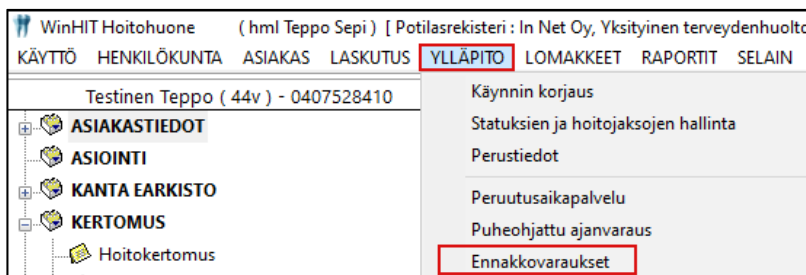 WinHIT Hoitohuone ( hml Teppo Sepi ) [ Potilasrekisteri : In Net Oy, Yksityinen terveydenhuolto
KÄYTTÖ HENKILÖKUNTA ASIAKAS LASKUTUS YLLÄPITO LOMAKKEET RAPORTIT SELAIN
Testinen Teppo ( 44v ) - 0407528410
ASIAKASTIEDOT
ASIOINTI
KANTA EARKISTO
KERTOMUS
Hoitokertomus
Käynnin korjaus
Statuksien ja hoitojaksojen hallinta
Perustiedot
Peruutusaikapalvelu
Puheohjattu ajanvaraus
Ennakkovaraukset